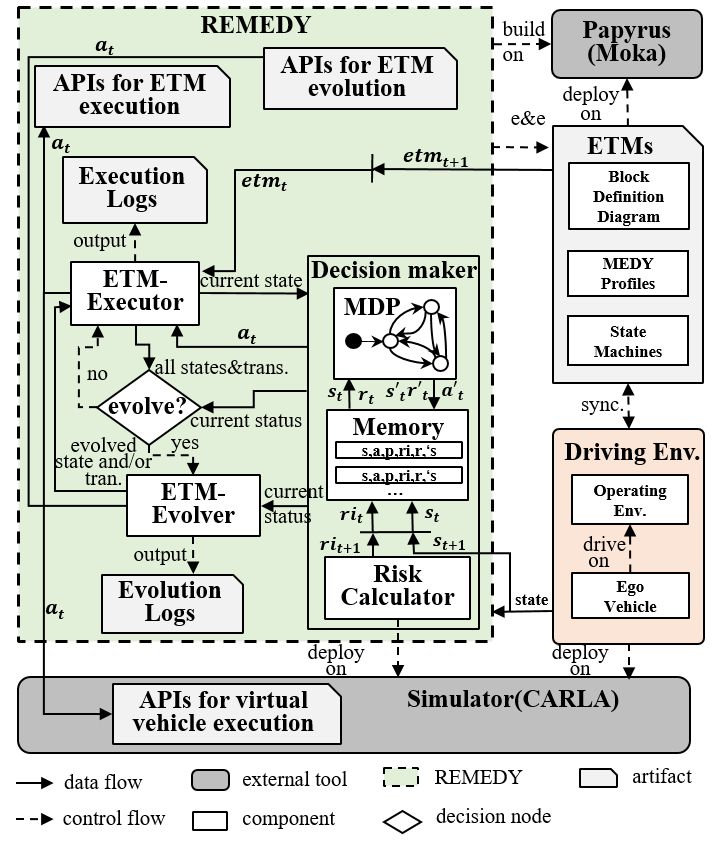 REMEDY
a_t
APIs for ETM
execution
APIs for ETM
evolution
build
on
Papyrus
(Moka)
deploy
on
e&e
ETMs
Block
Definition
Diagram
MEDY
Profiles
State
Machines
a_t
Execution
Logs
etm_t
etm_{t+1}
output
ETM-
Executor
current state
Decision maker
MDP
a_t
all states&trans.
no
evolve?
current status
s_t r_t s'_t r'_t a'_t
Memory
s,a,p,ri,r,‘s
s,a,p,ri,r,‘s
...
evolved
state and/or
tran.
yes
ETM-
Evolver
current
status
ri_t
s_t
ri_{t+1}
s_{t+1}
Risk
Calculator
output
Evolution
Logs
sync.
Driving Env.
Operating
Env.
drive
on
Ego
Vehicle
state
a_t
deploy
on
deploy
on
APIs for virtual
vehicle execution
Simulator(CARLA)
data flow
external tool
REMEDY
artifact
control flow
component
decision node